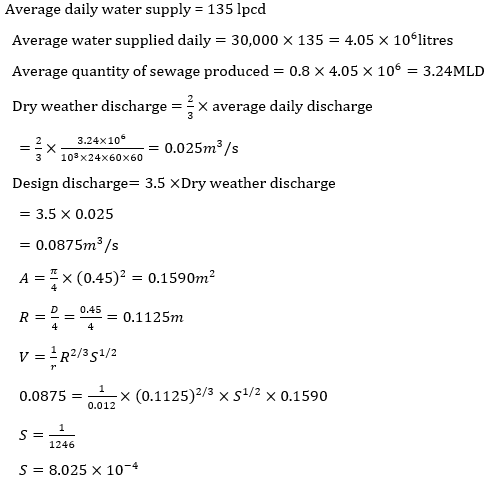 Average daily water supply = 135 lpcd
Average water supplied daily = 30,000 × 135 = 4.05 × 10⁶litres
Average quantity of sewage produced = 0.8 × 4.05 × 10⁶ = 3.24MLD
Dry weather discharge = 2/3 × average daily discharge
= 2/3 × 3.24×10⁶/10³×24×60×60 = 0.025m³/s
Design discharge= 3.5 ×Dry weather discharge
= 3.5 × 0.025
= 0.0875m³/s
A = π/4 × (0.45)² = 0.1590m²
R = D/4 = 0.45/4 = 0.1125m
V = 1/r R^2/3 S^1/2
0.0875 = 1/0.012 × (0.1125)^2/3 × S^1/2 × 0.1590
S = 1/1246
S = 8.025 × 10⁻⁴